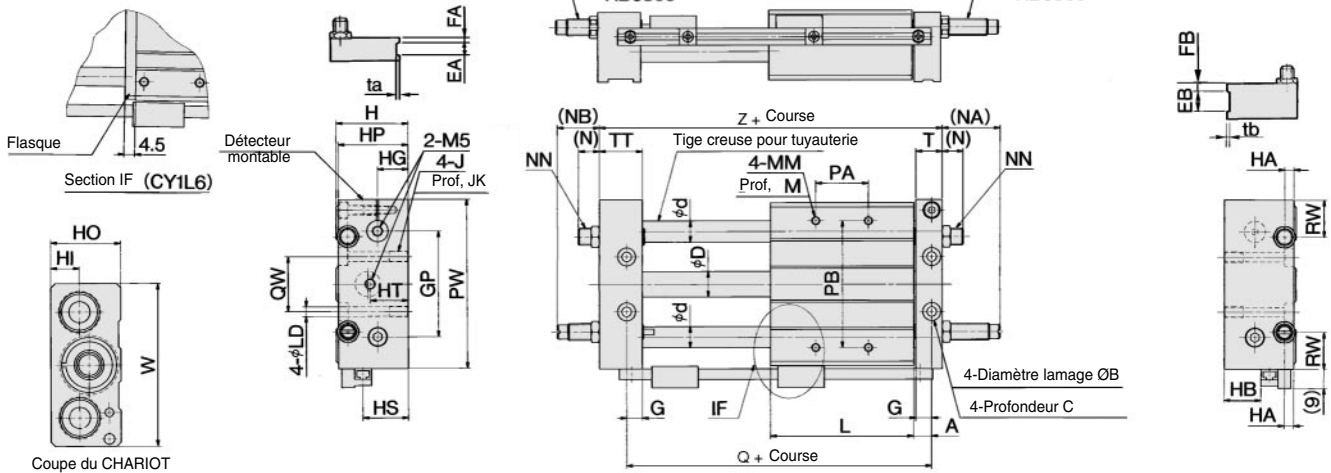 FA
EA
ta
FB
EB
tb
Flasque
4.5
Section IF (CY1L6)
Détecteur
montable
H
HP
HG
2-M5
4-J
Prof, JK
(NB)
(N)
TT
Z + Course
(NA)
T
(N)
NN
Tige creuse pour tuyauterie
4-MM
Prof, M
PA
NN
HA
RW
HO
HI
W
Coupe du CHARIOT
QW
4-φLD
HT
GP
PW
HS
φd
φD
φd
PB
G
IF
L
G
A
Q + Course
4-Diamètre lamage ØB
4-Profondeur C
RW
HB
HA
(9)